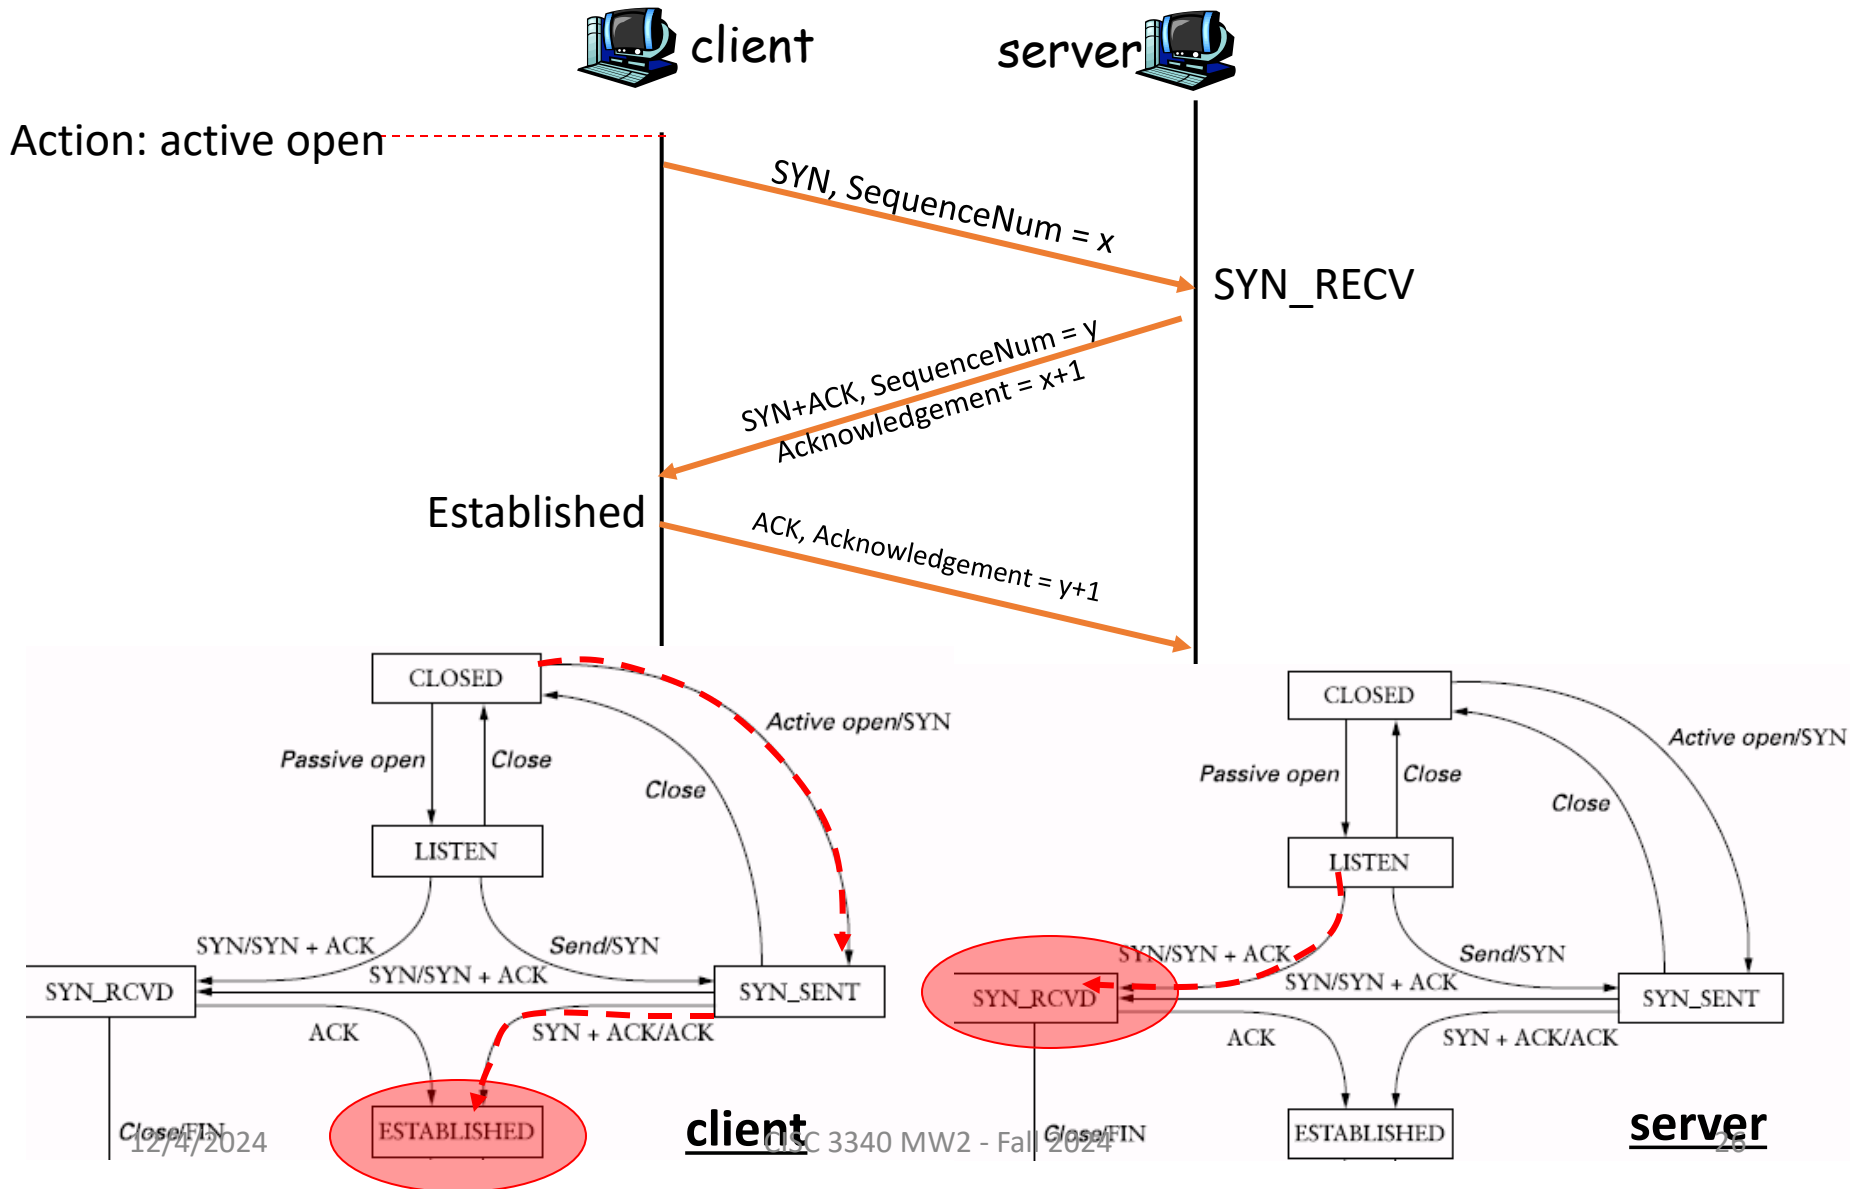 client
server
Action: active open
SYN, SequenceNum = x
SYN_RECV
SYN+ACK, SequenceNum = y
Acknowledgement = x+1
Established
ACK, Acknowledgement = y+1
CLOSED
Active open/SYN
Passive open
Close
Close
LISTEN
SYN/SYN + ACK
Send/SYN
SYN/SYN + ACK
SYN_RCVD
SYN_SENT
ACK
SYN + ACK/ACK
Close/FIN
ESTABLISHED
client
CLOSED
Active open/SYN
Passive open
Close
Close
LISTEN
SYN/SYN + ACK
Send/SYN
SYN/SYN + ACK
SYN_RCVD
SYN_SENT
ACK
SYN + ACK/ACK
Close/FIN
ESTABLISHED
server
12/4/2024
CISC 3340 MW2 - Fall 2024
26